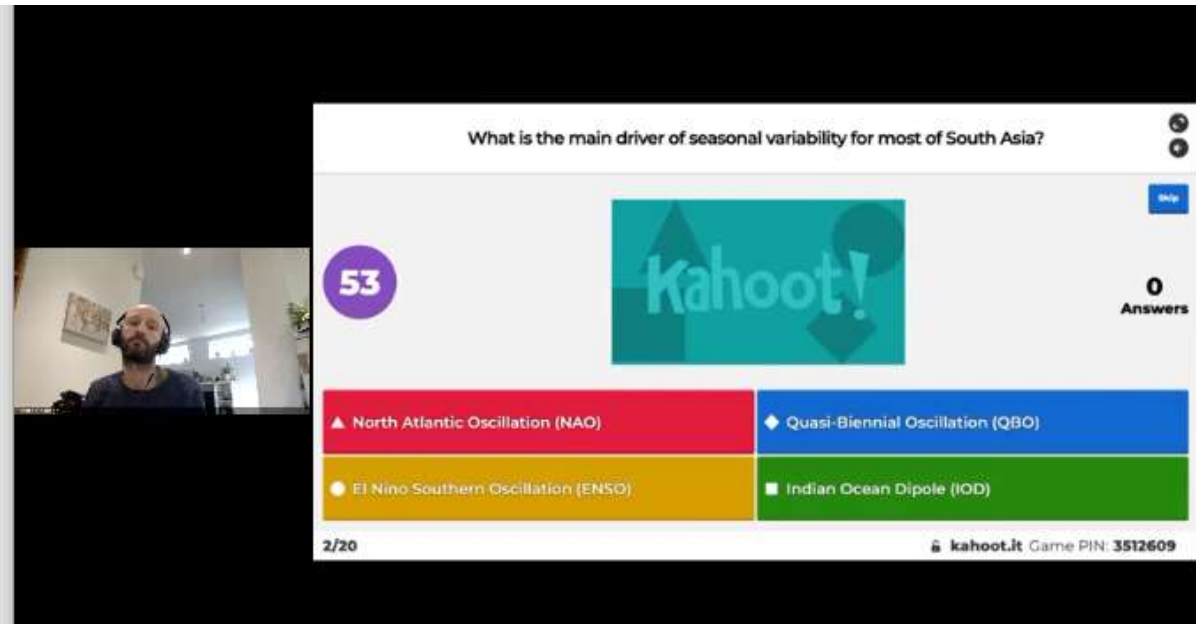 What is the main driver of seasonal variability for most of South Asia?
Skip
53
Kahoot!
0
Answers
North Atlantic Oscillation (NAO)
Quasi-Biennial Oscillation (QBO)
El Nino Southern Oscillation (ENSO)
Indian Ocean Dipole (IOD)
2/20
kahoot.it Game PIN: 3512609